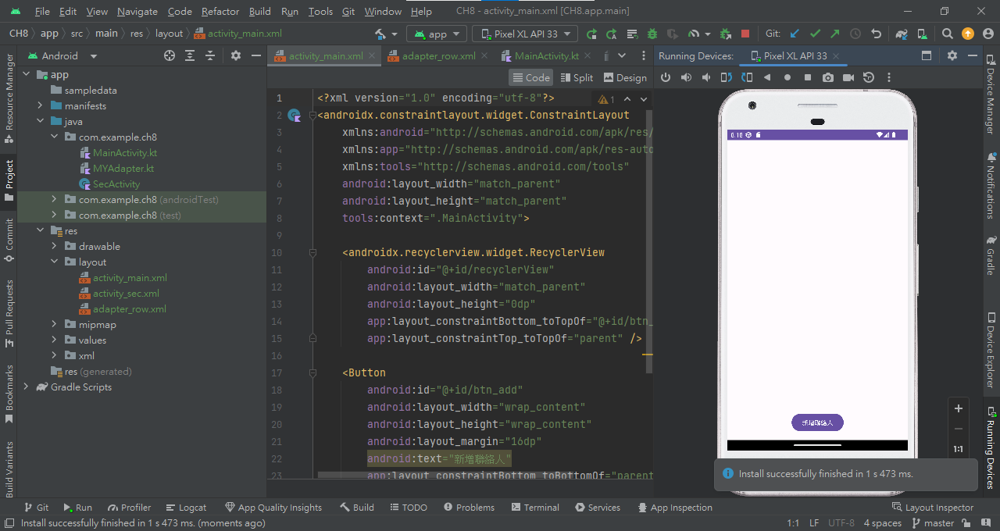 File Edit View Navigate Code Refactor Build Run Tools Git Window Help CH8 - activity_main.xml [CH8.app.main]
CH8 app src main res layout activity_main.xml app Pixel XL API 33 Git:
Android
activity_main.xml adapter_row.xml MainActivity.kt
Running Devices: Pixel XL API 33
Code Split Design
Resource Manager
Project
Commit
Pull Requests
Bookmarks
Build Variants
app
sampledata
manifests
java
com.example.ch8
MainActivity.kt
MYAdapter.kt
SecActivity
com.example.ch8 (androidTest)
com.example.ch8 (test)
res
drawable
layout
activity_main.xml
activity_sec.xml
adapter_row.xml
mipmap
values
xml
res (generated)
Gradle Scripts
1 <?xml version="1.0" encoding="utf-8"?> 1
2 <androidx.constraintlayout.widget.ConstraintLayout
3 xmlns:android="http://schemas.android.com/apk/res/
4 xmlns:app="http://schemas.android.com/apk/res-auto
5 xmlns:tools="http://schemas.android.com/tools"
6 android:layout_width="match_parent"
7 android:layout_height="match_parent"
8 tools:context=".MainActivity">
9
10 <androidx.recyclerview.widget.RecyclerView
11 android:id="@+id/recyclerView"
12 android:layout_width="match_parent"
13 android:layout_height="0dp"
14 app:layout_constraintBottom_toTopOf="@+id/btn_
15 app:layout_constraintTop_toTopOf="parent" />
16
17 <Button
18 android:id="@+id/btn_add"
19 android:layout_width="wrap_content"
20 android:layout_height="wrap_content"
21 android:layout_margin="16dp"
22 android:text="新增聯絡人"
23 app:layout_constraintBottom_toBottomOf="parent
新增聯絡人
1:1
Install successfully finished in 1 s 473 ms.
Device Manager
Notifications
Gradle
Device Explorer
Running Devices
Git Run Profiler Logcat App Quality Insights Build TODO Problems Terminal Services App Inspection Layout Inspector
Install successfully finished in 1 s 473 ms. (moments ago) 1:1 LF UTF-8 4 spaces master